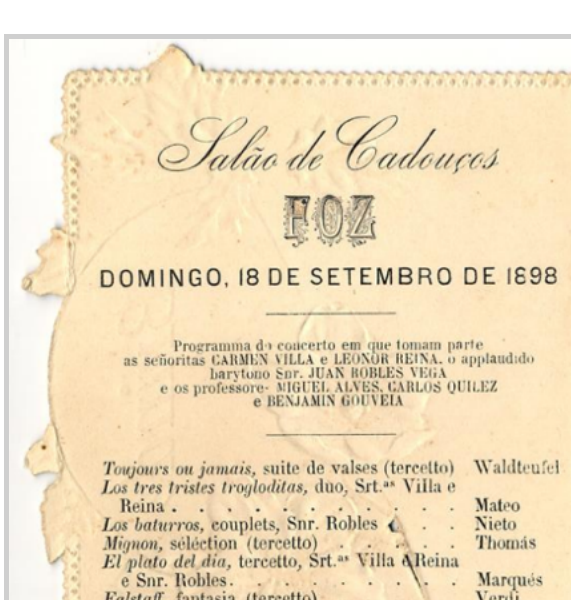 Salão de Cadouços
FOZ
DOMINGO, 18 DE SETEMBRO DE 1898
Programma do concerto em que tomam parte
as señoritas CARMEN VILLA e LEONOR REINA, o applaudido
barytono Snr. JUAN ROBLES VEGA
e os professore- MIGUEL ALVES, CARLOS QUILEZ
e BENJAMIN GOUVEIA
Toujours ou jamais, suite de valses (tercetto) Waldteufel
Los tres tristes trogloditas, duo, Srt.as Villa e
Reina . . . . . . . . . . Mateo
Los baturros, couplets, Snr. Robles . . . Nieto
Mignon, séléction (tercetto) . . . . . Thomás
El plato del dia, tercetto, Srt.as Villa e Reina
e Snr. Robles. . . . . . . . . Marqués
Falstaff, fantasia (tercetto) . . . . . Verdi